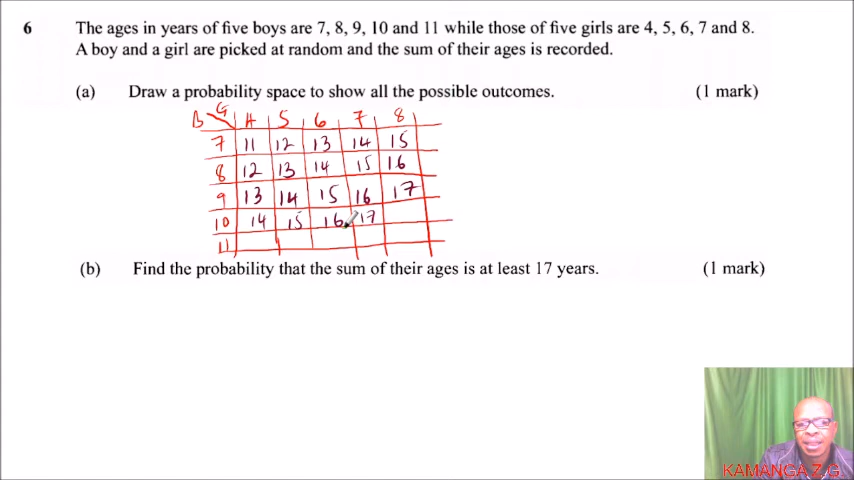 6 The ages in years of five boys are 7, 8, 9, 10 and 11 while those of five girls are 4, 5, 6, 7 and 8.
A boy and a girl are picked at random and the sum of their ages is recorded.
(a) Draw a probability space to show all the possible outcomes. (1 mark)
B G 4 5 6 7 8
7 11 12 13 14 15
8 12 13 14 15 16
9 13 14 15 16 17
10 14 15 16 17
11
(b) Find the probability that the sum of their ages is at least 17 years. (1 mark)
KAMANGA Z.G